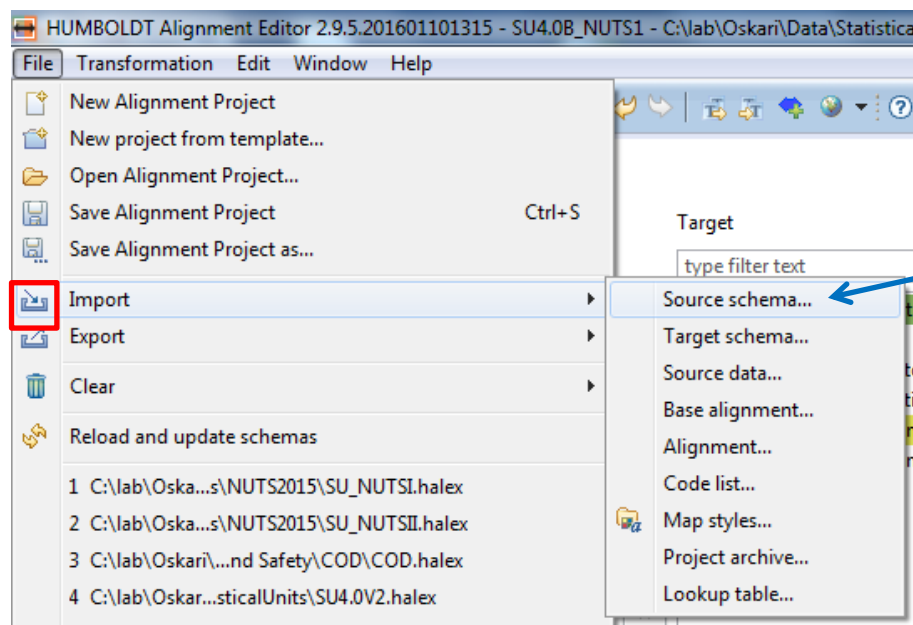 HUMBOLDT Alignment Editor 2.9.5.201601101315 - SU4.0B_NUTS1 - C:\lab\Oskari\Data\Statistica
File Transformation Edit Window Help
New Alignment Project
New project from template...
Open Alignment Project...
Save Alignment Project Ctrl+S
Save Alignment Project as...
Target
type filter text
Import
Source schema...
Export
Target schema...
Source data...
Clear
Base alignment...
Reload and update schemas
Alignment...
1 C:\lab\Oska...s\NUTS2015\SU_NUTSI.halex
Code list...
2 C:\lab\Oska...s\NUTS2015\SU_NUTSII.halex
Map styles...
3 C:\lab\Oskari\...nd Safety\COD\COD.halex
Project archive...
4 C:\lab\Oskar...sticalUnits\SU4.0V2.halex
Lookup table...